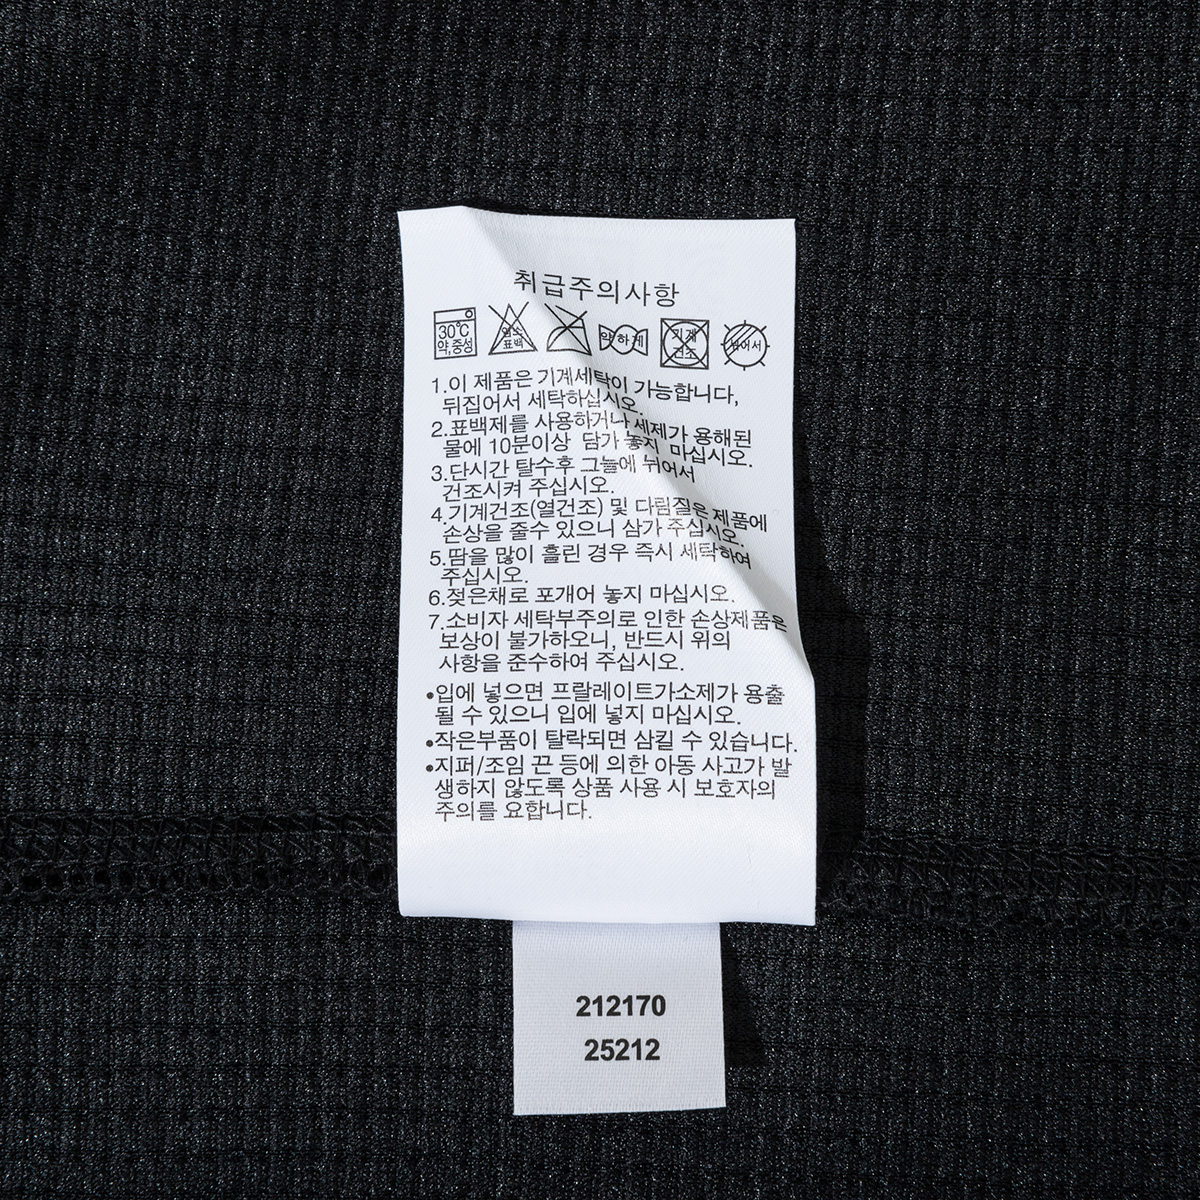 취급주의사항
30℃ 약,중성 염소 표백 약하게 기계 건조 뉘어서
1.이 제품은 기계세탁이 가능합니다,
뒤집어서 세탁하십시오.
2.표백제를 사용하거나 세제가 용해된
물에 10분이상 담가 놓지 마십시오.
3.단시간 탈수후 그늘에 뉘어서
건조시켜 주십시오.
4.기계건조(열건조) 및 다림질은 제품에
손상을 줄수 있으니 삼가 주십시오.
5.땀을 많이 흘린 경우 즉시 세탁하여
주십시오.
6.젖은채로 포개어 놓지 마십시오.
7.소비자 세탁부주의로 인한 손상제품은
보상이 불가하오니, 반드시 위의
사항을 준수하여 주십시오.
•입에 넣으면 프탈레이트가소제가 용출
될 수 있으니 입에 넣지 마십시오.
•작은부품이 탈락되면 삼킬 수 있습니다.
•지퍼/조임 끈 등에 의한 아동 사고가 발
생하지 않도록 상품 사용 시 보호자의
주의를 요합니다.
212170
25212